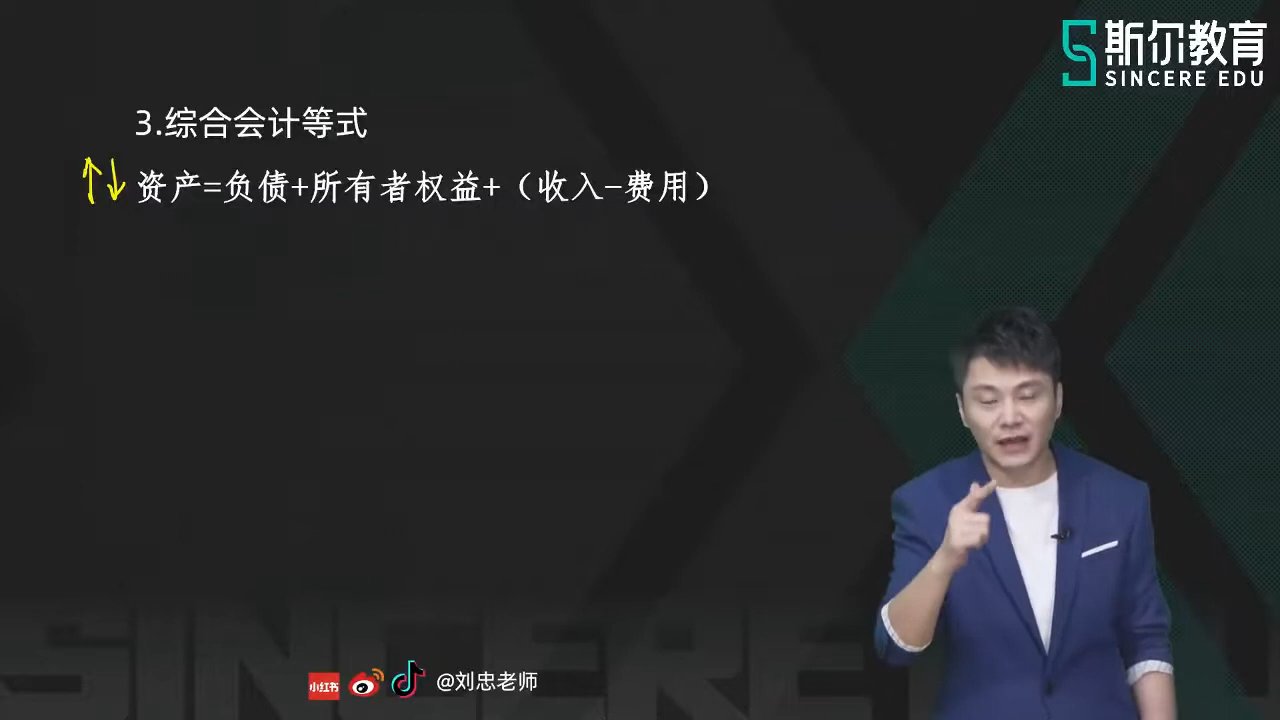 斯尔教育
SINCERE EDU
3.综合会计等式
资产=负债+所有者权益+（收入-费用）
SINCERE
小红书
@刘忠老师